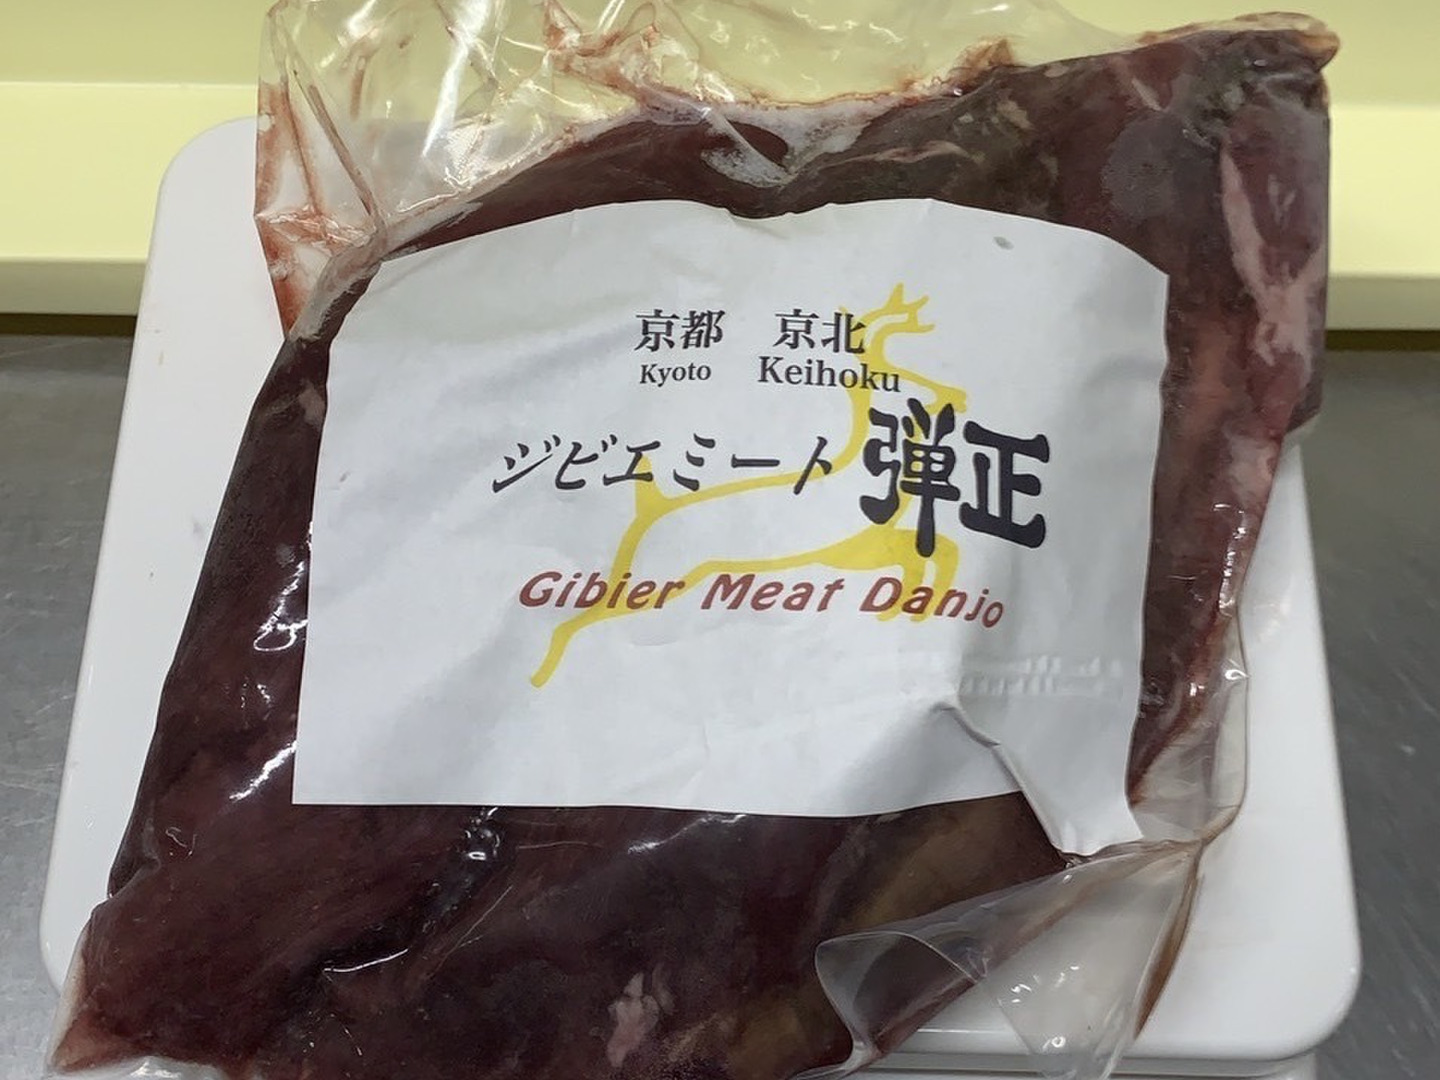 京都 京北
Kyoto Keihoku
ジビエミート 弾正
Gibier Meat Danjo